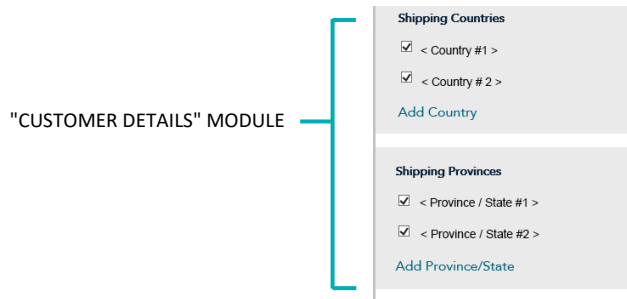 Shipping Countries
< Country #1 >
< Country # 2 >
Add Country
"CUSTOMER DETAILS" MODULE
Shipping Provinces
< Province / State #1 >
< Province / State #2 >
Add Province/State